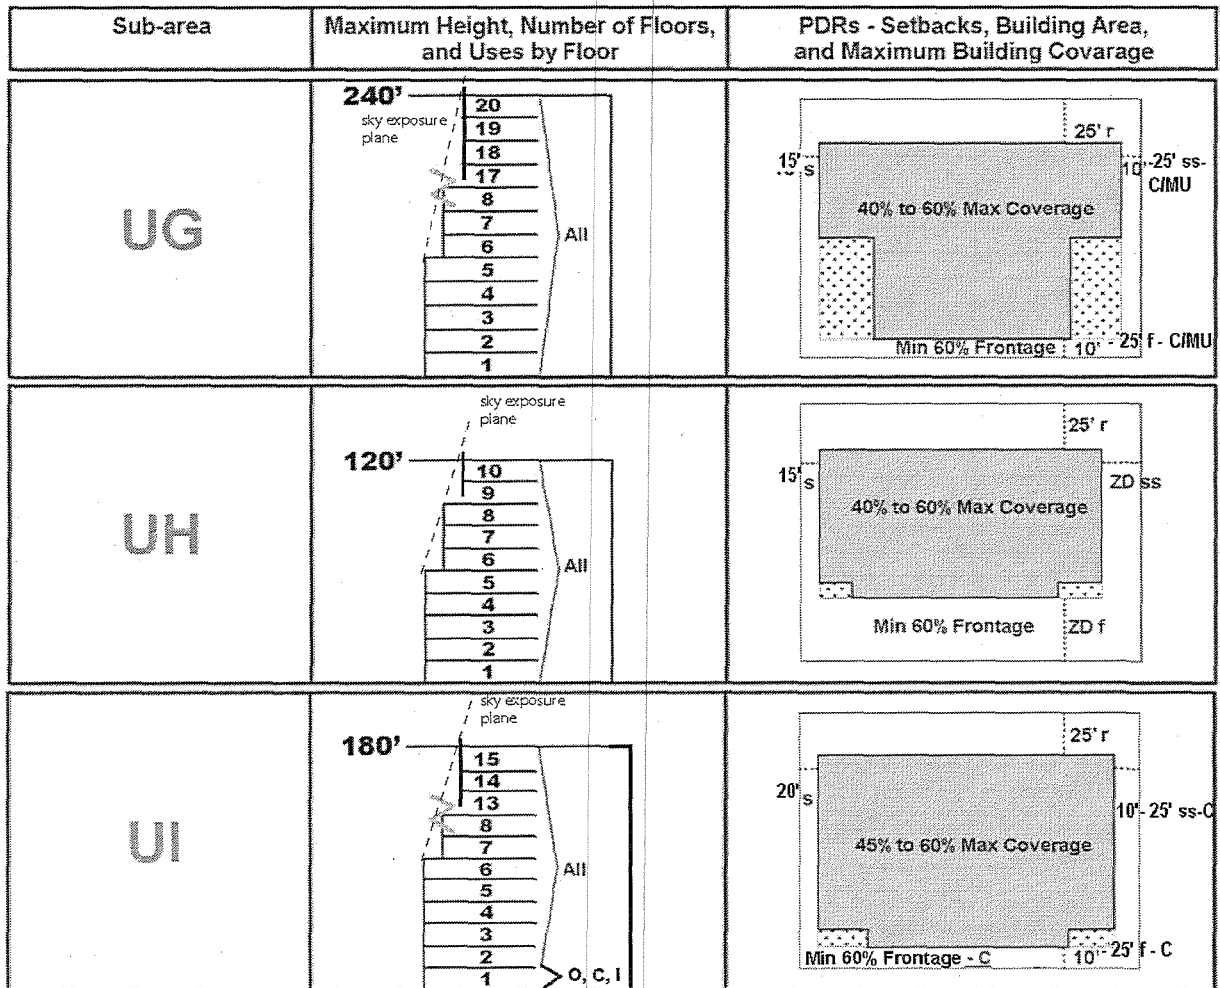 Sub-area
Maximum Height, Number of Floors,
and Uses by Floor
PDRs - Setbacks, Building Area,
and Maximum Building Covarage
UG
240'
sky exposure
plane
20
19
18
17
8
7
6
5
4
3
2
1
All
25' r
15' s
10'-25' ss-
C/MU
40% to 60% Max Coverage
Min 60% Frontage
10' - 25' f - C/MU
UH
sky exposure
plane
120'
10
9
8
7
6
5
4
3
2
1
All
25' r
15' s
ZD ss
40% to 60% Max Coverage
Min 60% Frontage
ZD f
UI
sky exposure
plane
180'
15
14
13
8
7
6
5
4
3
2
1
All
O, C, I
25' r
20' s
10'- 25' ss-C
45% to 60% Max Coverage
Min 60% Frontage - C
10'- 25' f - C